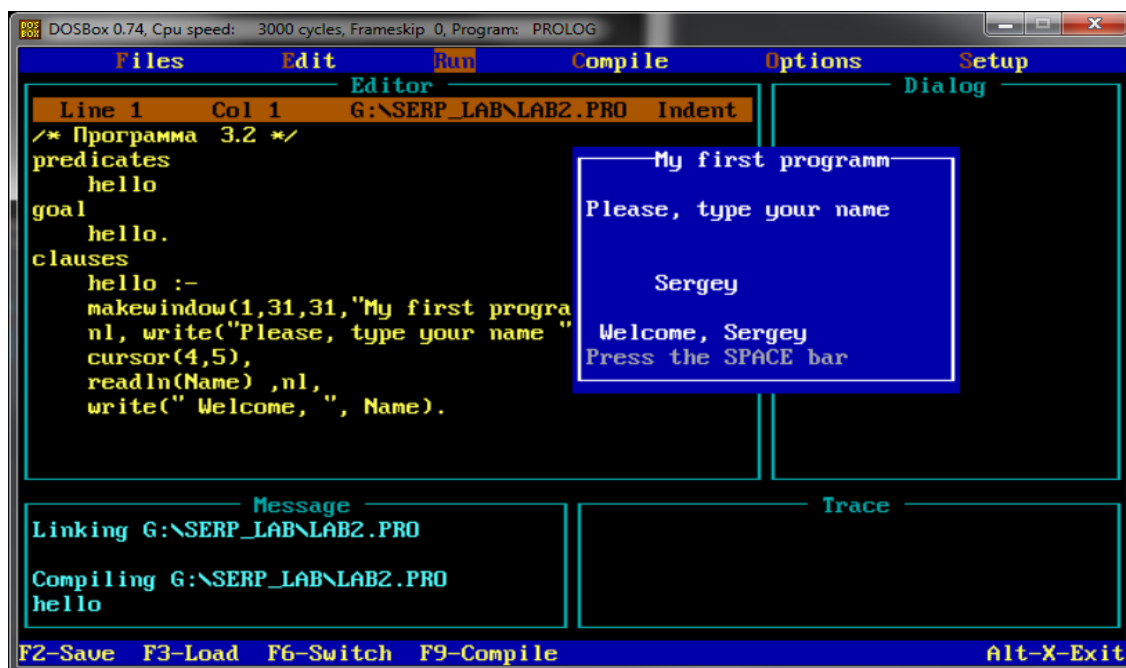 DOSBox 0.74, Cpu speed: 3000 cycles, Frameskip 0, Program: PROLOG
Files Edit Run Compile Options Setup
Editor
Line 1 Col 1 G:\SERP_LAB\LAB2.PRO Indent
/* Программа 3.2 */
predicates
hello
goal
hello.
clauses
hello :-
makewindow(1,31,31,"My first progra
nl, write("Please, type your name "
cursor(4,5),
readln(Name) ,nl,
write(" Welcome, ", Name).
Dialog
My first programm
Please, type your name
Sergey
Welcome, Sergey
Press the SPACE bar
Message
Linking G:\SERP_LAB\LAB2.PRO
Compiling G:\SERP_LAB\LAB2.PRO
hello
Trace
F2-Save F3-Load F6-Switch F9-Compile Alt-X-Exit